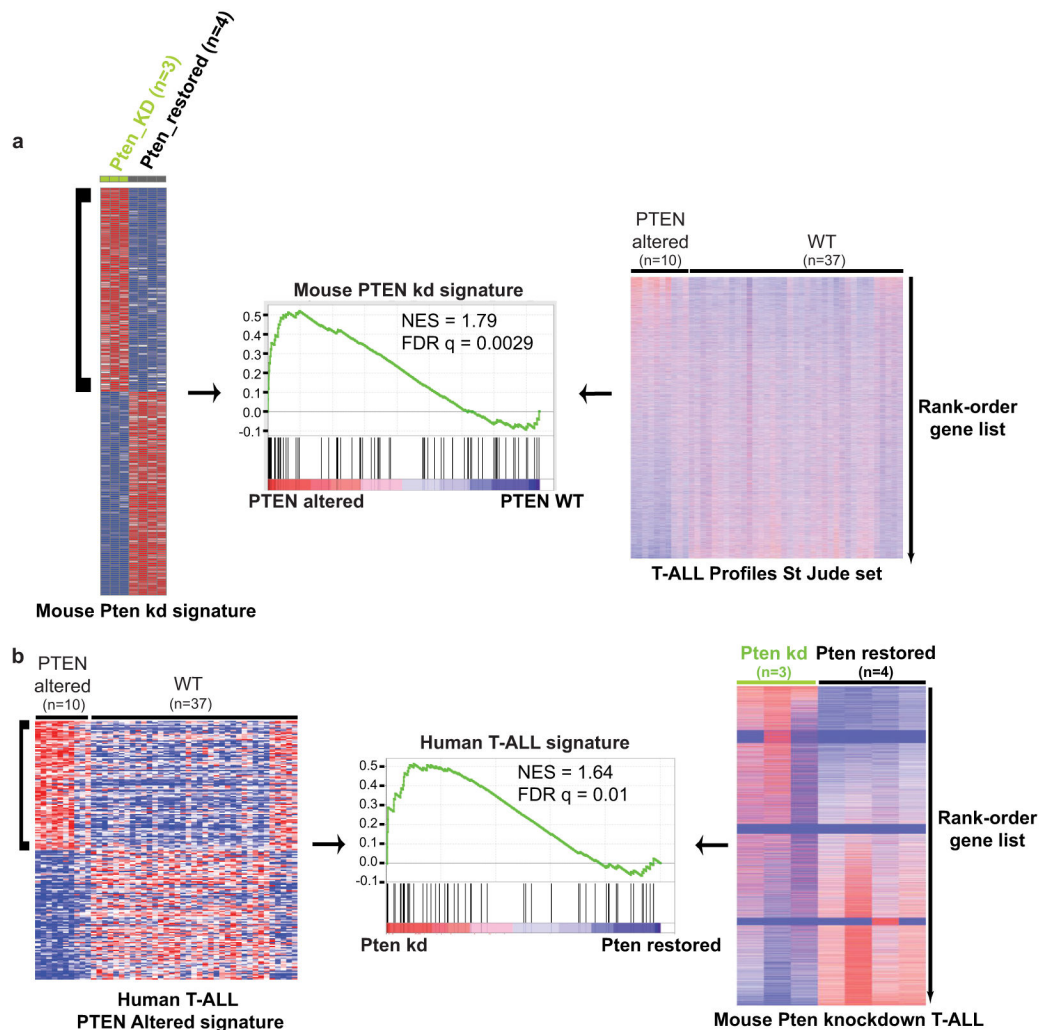 a
Pten_KD (n=3)
Pten_restored (n=4)
Mouse Pten kd signature
Mouse PTEN kd signature
NES = 1.79
FDR q = 0.0029
0.5
0.4
0.3
0.2
0.1
0.0
-0.1
PTEN altered
PTEN WT
PTEN
altered
(n=10)
WT
(n=37)
Rank-order
gene list
T-ALL Profiles St Jude set
b
PTEN
altered
(n=10)
WT
(n=37)
Human T-ALL
PTEN Altered signature
Human T-ALL signature
NES = 1.64
FDR q = 0.01
0.5
0.4
0.3
0.2
0.1
0.0
-0.1
Pten kd
Pten restored
Pten kd
(n=3)
Pten restored
(n=4)
Rank-order
gene list
Mouse Pten knockdown T-ALL